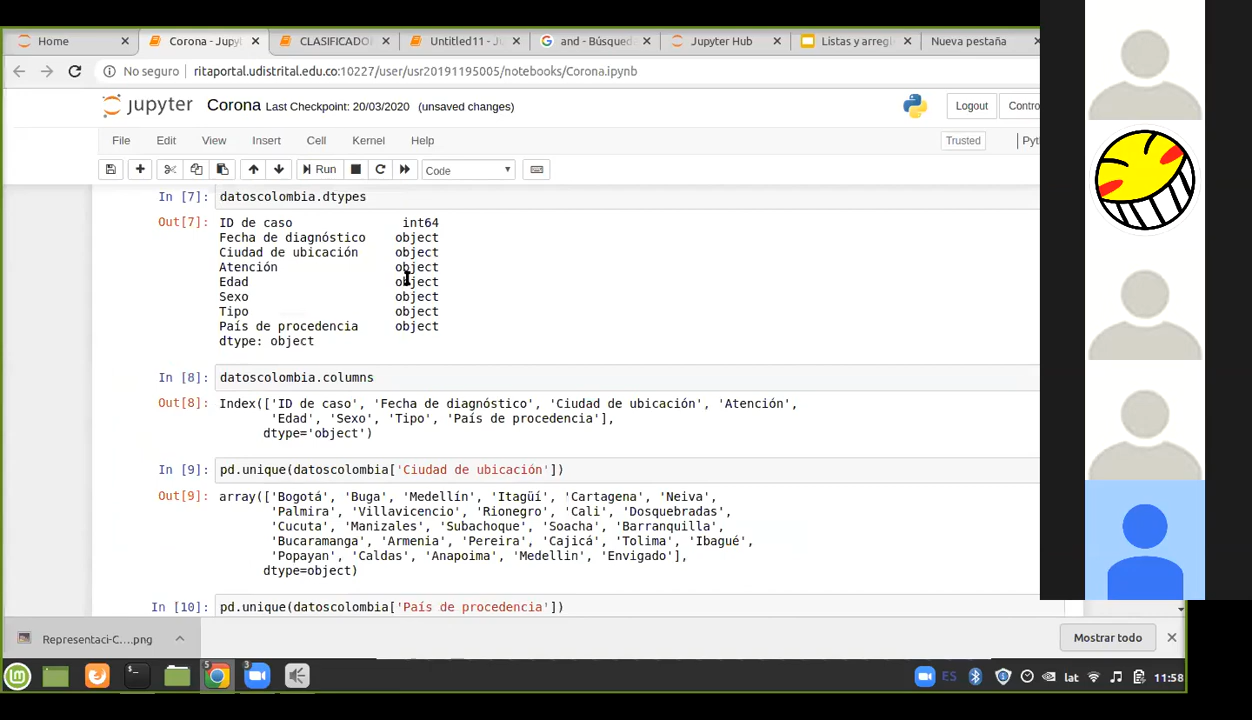 Home
Corona - Jupy
CLASIFICADO
Untitled11 - J
and - Búsqued
Jupyter Hub
Listas y arregl
Nueva pestaña
No seguro
ritaportal.udistrital.edu.co:10227/user/usr20191195005/notebooks/Corona.ipynb
Jupyter Corona Last Checkpoint: 20/03/2020 (unsaved changes)
Logout
Contro
File Edit View Insert Cell Kernel Help
Trusted
Pyt
Run
Code
In [7]: datoscolombia.dtypes
Out[7]: ID de caso int64
Fecha de diagnóstico object
Ciudad de ubicación object
Atención object
Edad object
Sexo object
Tipo object
País de procedencia object
dtype: object
In [8]: datoscolombia.columns
Out[8]: Index(['ID de caso', 'Fecha de diagnóstico', 'Ciudad de ubicación', 'Atención',
'Edad', 'Sexo', 'Tipo', 'País de procedencia'],
dtype='object')
In [9]: pd.unique(datoscolombia['Ciudad de ubicación'])
Out[9]: array(['Bogotá', 'Buga', 'Medellín', 'Itagüí', 'Cartagena', 'Neiva',
'Palmira', 'Villavicencio', 'Rionegro', 'Cali', 'Dosquebradas',
'Cucuta', 'Manizales', 'Subachoque', 'Soacha', 'Barranquilla',
'Bucaramanga', 'Armenia', 'Pereira', 'Cajicá', 'Tolima', 'Ibagué',
'Popayan', 'Caldas', 'Anapoima', 'Medellin', 'Envigado'],
dtype=object)
In [10]: pd.unique(datoscolombia['País de procedencia'])
Representaci-C....png
Mostrar todo
5
3
ES
lat
11:58